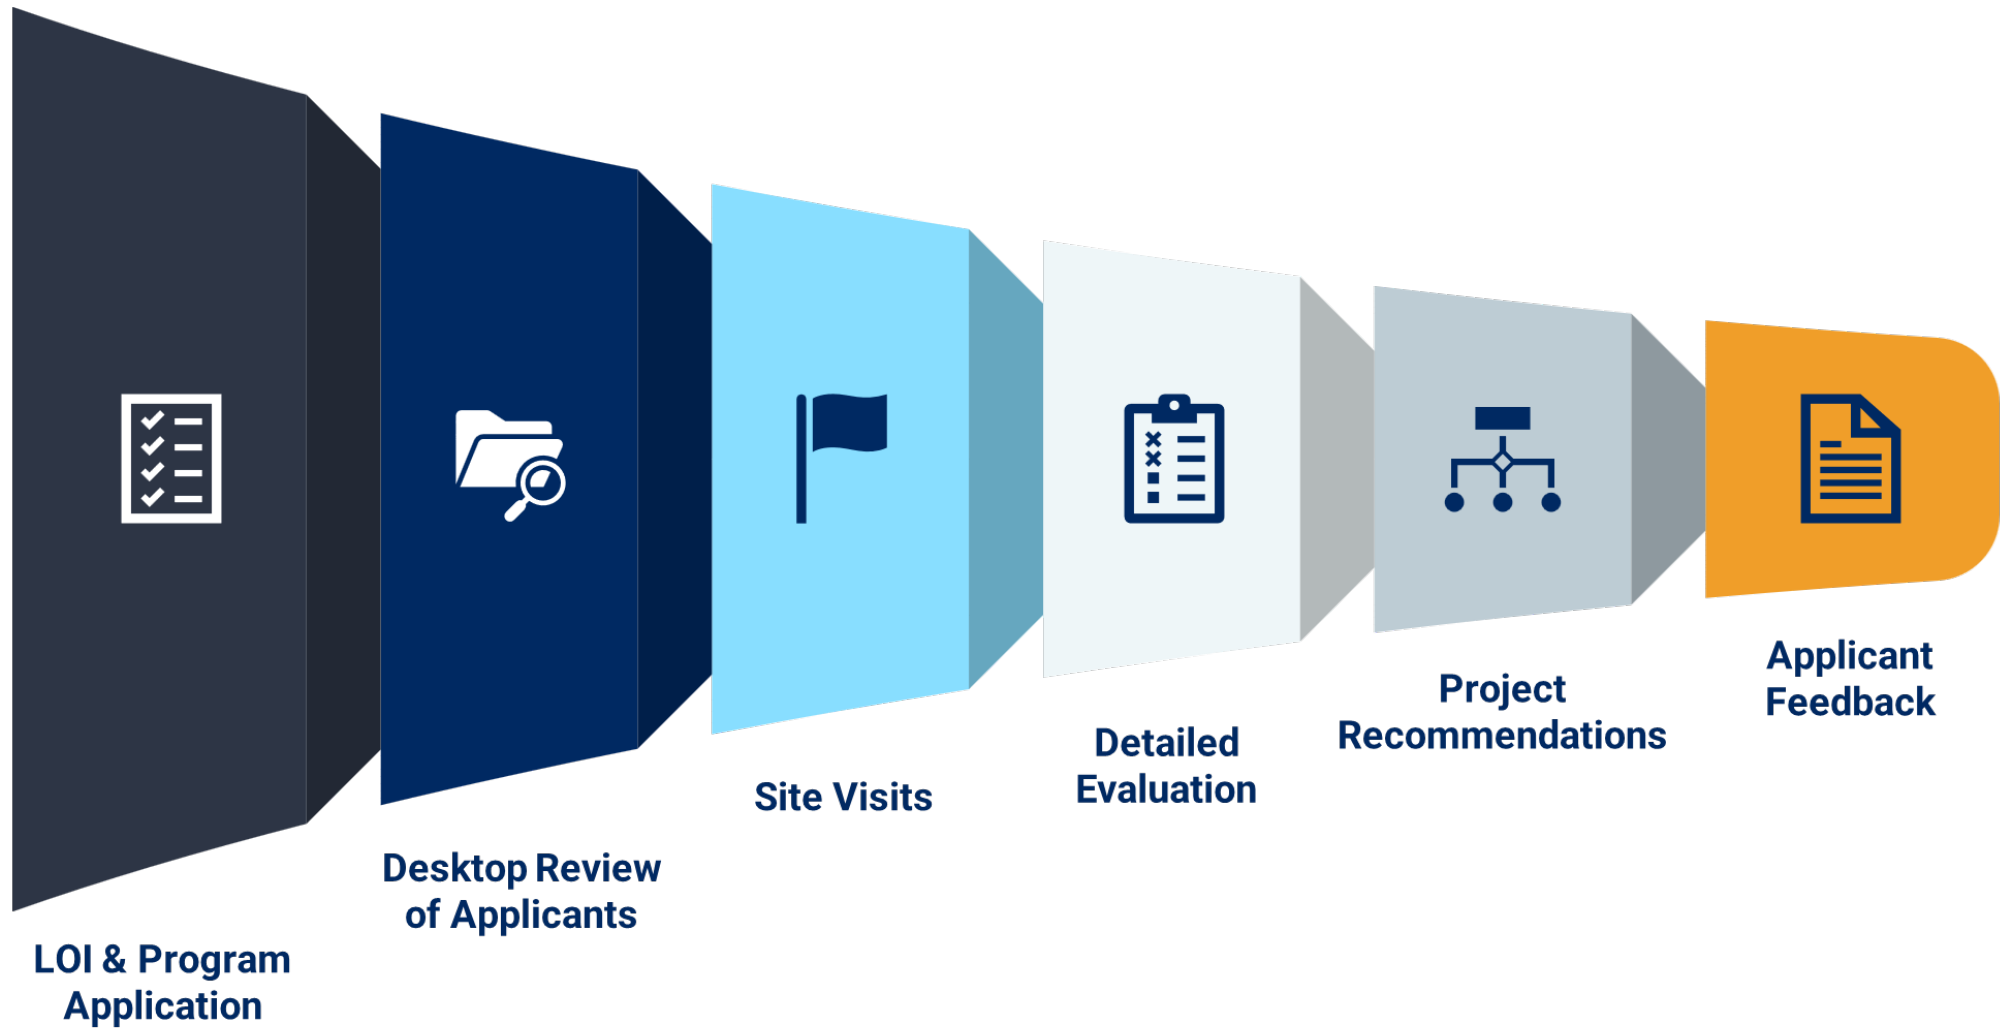 LOI & Program
Application
Desktop Review
of Applicants
Site Visits
Detailed
Evaluation
Project
Recommendations
Applicant
Feedback